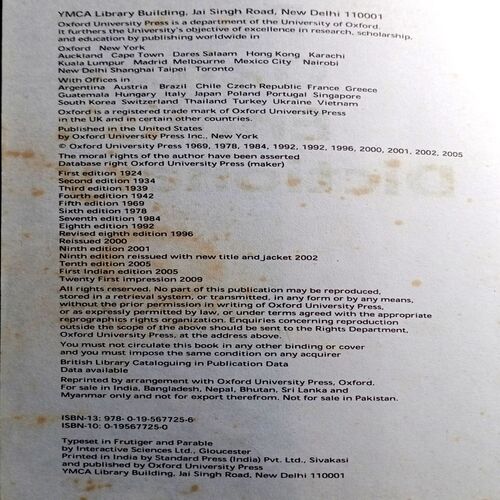 YMCA Library Building, Jai Singh Road, New Delhi 110001
Oxford University Press is a department of the University of Oxford.
It furthers the University's objective of excellence in research, scholarship,
and education by publishing worldwide in
Oxford New York
Auckland Cape Town Dares Salaam Hong Kong Karachi
Kuala Lumpur Madrid Melbourne Mexico City Nairobi
New Delhi Shanghai Taipei Toronto
With Offices in
Argentina Austria Brazil Chile Czech Republic France Greece
Guatemala Hungary Italy Japan Poland Portugal Singapore
South Korea Switzerland Thailand Turkey Ukraine Vietnam
Oxford is a registered trade mark of Oxford University Press
in the UK and in certain other countries.
Published in the United States
by Oxford University Press Inc., New York
© Oxford University Press 1969, 1978, 1984, 1992, 1992, 1996, 2000, 2001, 2002, 2005
The moral rights of the author have been asserted
Database right Oxford University Press (maker)
First edition 1924
Second edition 1934
Third edition 1939
Fourth edition 1942
Fifth edition 1969
Sixth edition 1978
Seventh edition 1984
Eighth edition 1992
Revised eighth edition 1996
Reissued 2000
Ninth edition 2001
Ninth edition reissued with new title and jacket 2002
Tenth edition 2005
First Indian edition 2005
Twenty First impression 2009
All rights reserved. No part of this publication may be reproduced,
stored in a retrieval system, or transmitted, in any form or by any means,
without the prior permission in writing of Oxford University Press,
or as expressly permitted by law, or under terms agreed with the appropriate
reprographics rights organization. Enquiries concerning reproduction
outside the scope of the above should be sent to the Rights Department,
Oxford University Press, at the address above.
You must not circulate this book in any other binding or cover
and you must impose the same condition on any acquirer
British Library Cataloguing in Publication Data
Data available
Reprinted by arrangement with Oxford University Press, Oxford.
For sale in India, Bangladesh, Nepal, Bhutan, Sri Lanka and
Myanmar only and not for export therefrom. Not for sale in Pakistan.
ISBN-13: 978- 0-19-567725-6
ISBN-10: 0-19567725-0
Typeset in Frutiger and Parable
by Interactive Sciences Ltd., Gloucester
Printed in India by Standard Press (India) Pvt. Ltd., Sivakasi
and published by Oxford University Press
YMCA Library Building, Jai Singh Road, New Delhi 110001